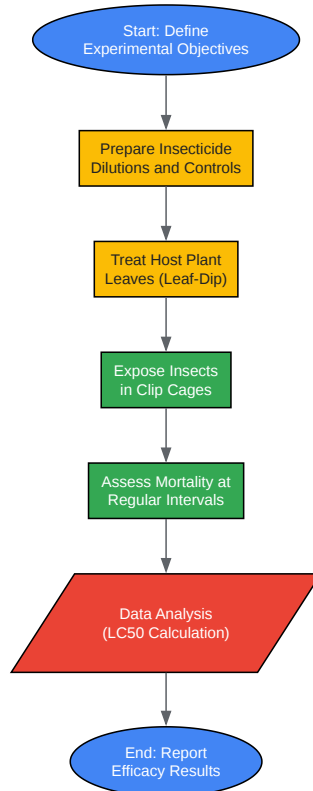 Start: Define
Experimental Objectives
Prepare Insecticide
Dilutions and Controls
Treat Host Plant
Leaves (Leaf-Dip)
Expose Insects
in Clip Cages
Assess Mortality at
Regular Intervals
Data Analysis
(LC50 Calculation)
End: Report
Efficacy Results